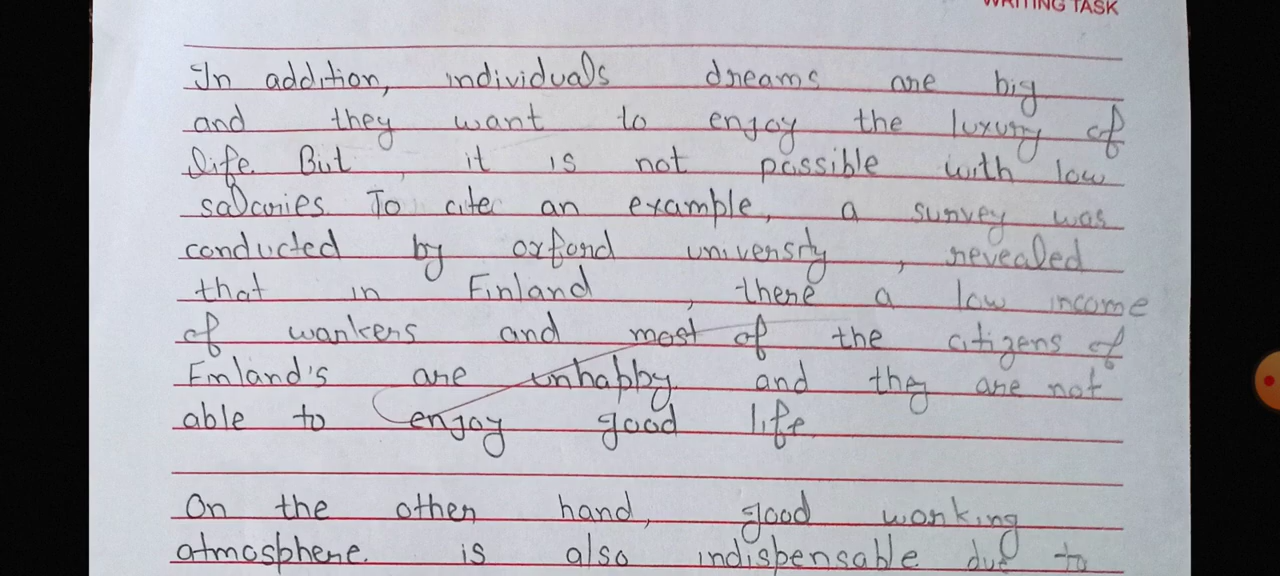 WRITING TASK
In addition, individuals dreams are big
and they want to enjoy the luxury of
life. But, it is not possible with low
salaries. To cite an example, a survey was
conducted by oxford university, revealed
that in Finland, there a low income
of workers and most of the citizens of
Finland's are unhappy and they are not
able to enjoy good life.
On the other hand, good working
atmosphere. is also indispensable due to